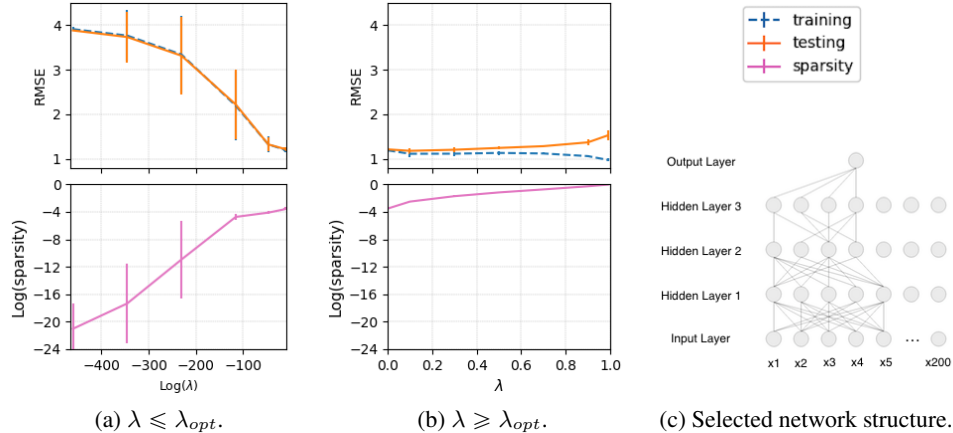 4
3
2
1
RMSE
0
−4
−8
−12
−16
−20
−24
Log(sparsity)
−400 −300 −200 −100
Log(λ)
(a) λ ⩽ λopt.
4
3
2
1
RMSE
0
−4
−8
−12
−16
−20
−24
Log(sparsity)
0.0 0.2 0.4 0.6 0.8 1.0
λ
(b) λ ⩾ λopt.
training
testing
sparsity
Output Layer
Hidden Layer 3
Hidden Layer 2
Hidden Layer 1
Input Layer
x1 x2 x3 x4 x5 ... x200
(c) Selected network structure.